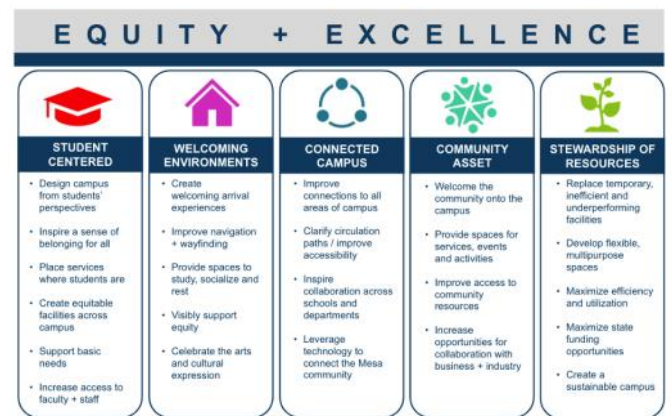 EQUITY + EXCELLENCE
STUDENT
CENTERED
• Design campus
from students'
perspectives
• Inspire a sense of
belonging for all
• Place services
where students are
• Create equitable
facilities across
campus
• Support basic
needs
• Increase access to
faculty + staff
WELCOMING
ENVIRONMENTS
• Create
welcoming arrival
experiences
• Improve navigation
+ wayfinding
• Provide spaces to
study, socialize and
rest
• Visibly support
equity
• Celebrate the arts
and cultural
expression
CONNECTED
CAMPUS
• Improve
connections to all
areas of campus
• Clarify circulation
paths / improve
accessibility
• Inspire
collaboration across
schools and
departments
• Leverage
technology to
connect the Mesa
community
COMMUNITY
ASSET
• Welcome the
community onto the
campus
• Provide spaces for
services, events
and activities
• Improve access to
community
resources
• Increase
opportunities for
collaboration with
business + industry
STEWARDSHIP OF
RESOURCES
• Replace temporary,
inefficient and
underperforming
facilities
• Develop flexible,
multipurpose
spaces
• Maximize efficiency
and utilization
• Maximize state
funding
opportunities
• Create a
sustainable campus